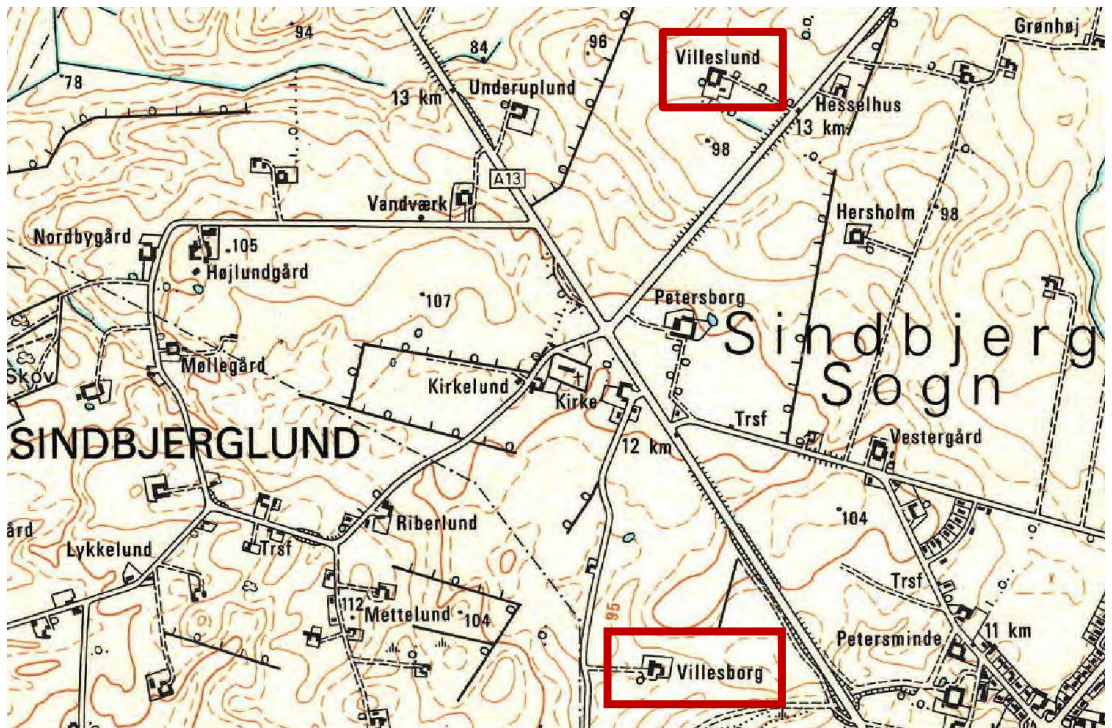 94
84
96
Villeslund
Grønhøj
78
13 km
Underuplund
Hesselhus
13 km
98
A13
Vandværk
Hersholm
98
Nordbygård
105
Højlundgård
107
Petersborg
Sindbjerg
Sogn
Møllegård
Skov
Kirkelund
Kirke
Trsf
SINDBJERGLUND
12 km
Vestergård
Riberlund
104
ård
Lykkelund
Trsf
Trsf
112
Mettelund
104
95
Petersminde
11 km
Villesborg